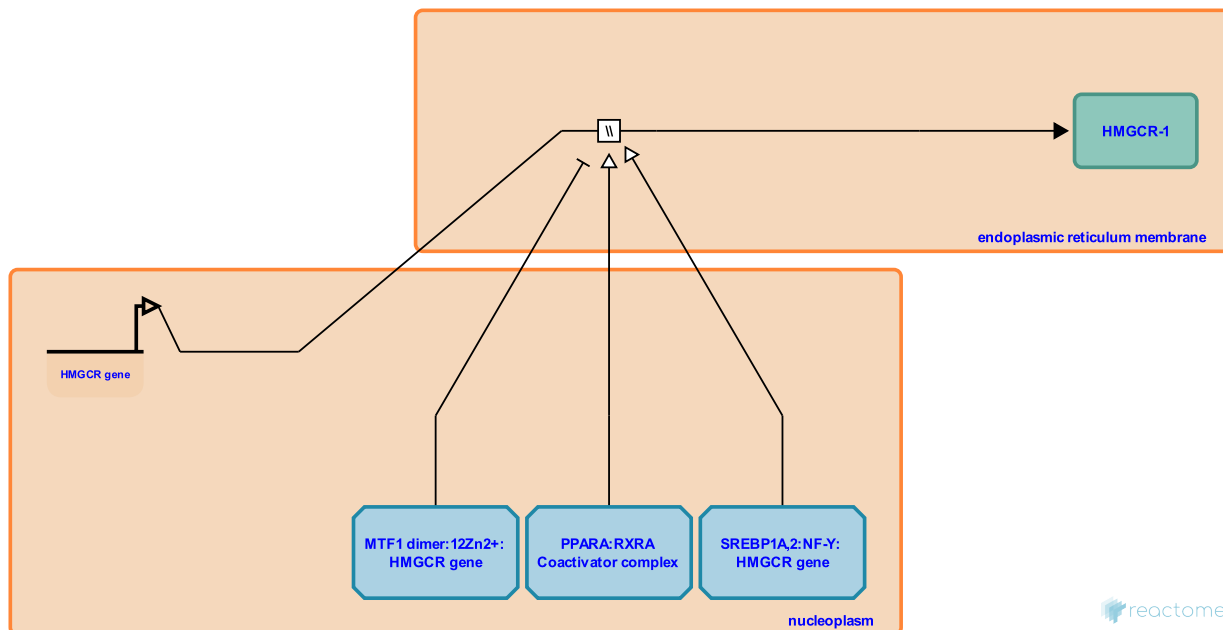 \\
HMGCR-1
endoplasmic reticulum membrane
HMGCR gene
MTF1 dimer:12Zn2+:
HMGCR gene
PPARA:RXRA
Coactivator complex
SREBP1A,2:NF-Y:
HMGCR gene
nucleoplasm
reactome